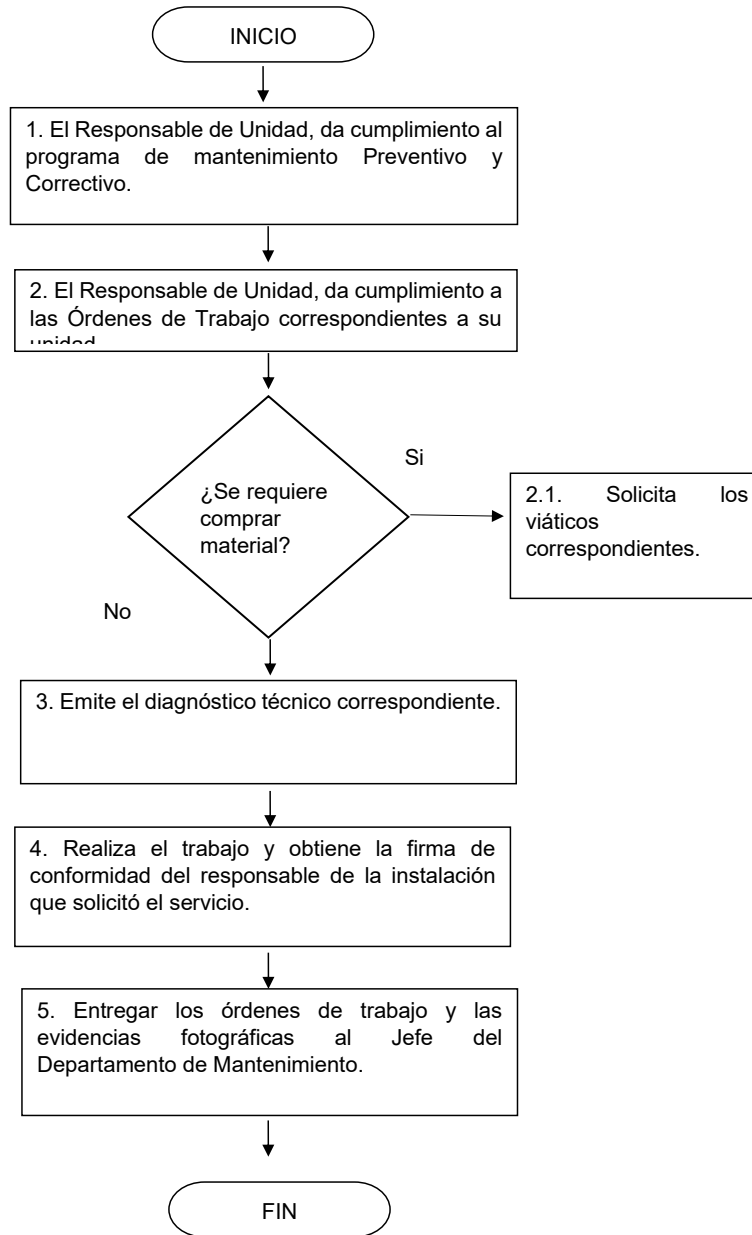 INICIO
1. El Responsable de Unidad, da cumplimiento al
programa de mantenimiento Preventivo y
Correctivo.
2. El Responsable de Unidad, da cumplimiento a
las Órdenes de Trabajo correspondientes a su
unidad
Si
¿Se requiere
comprar
material?
2.1. Solicita los
viáticos
correspondientes.
No
3. Emite el diagnóstico técnico correspondiente.
4. Realiza el trabajo y obtiene la firma de
conformidad del responsable de la instalación
que solicitó el servicio.
5. Entregar los órdenes de trabajo y las
evidencias fotográficas al Jefe del
Departamento de Mantenimiento.
FIN